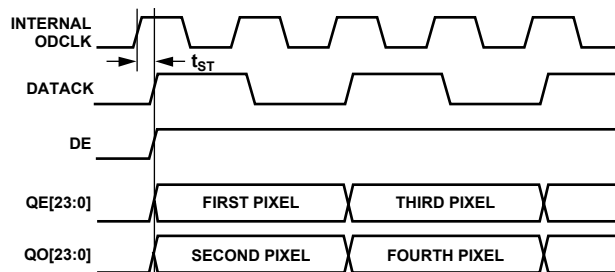 INTERNAL
ODCLK
tST
DATACK
DE
QE[23:0]
FIRST PIXEL
THIRD PIXEL
QO[23:0]
SECOND PIXEL
FOURTH PIXEL